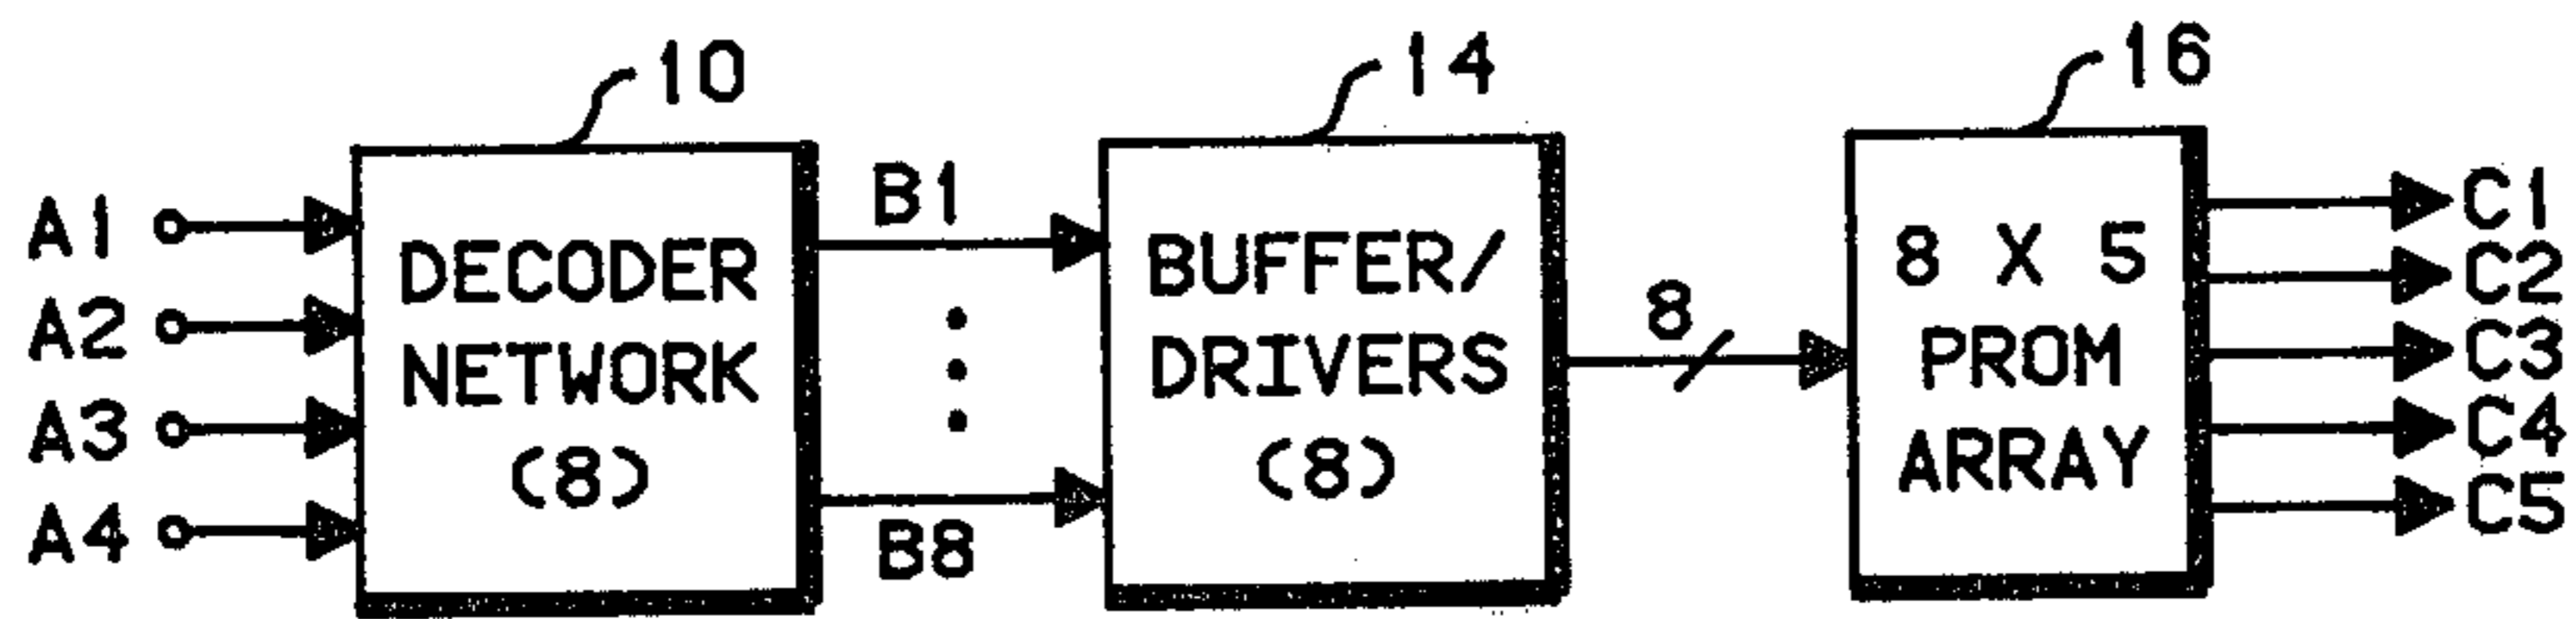 10
14
16
A1
A2
A3
A4
DECODER
NETWORK
(8)
B1
B8
BUFFER/
DRIVERS
(8)
8
8 X 5
PROM
ARRAY
C1
C2
C3
C4
C5